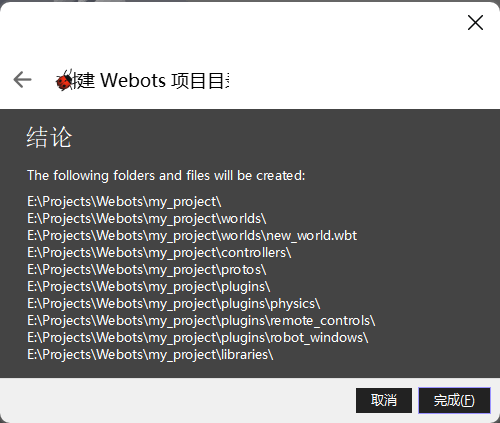 建 Webots 项目目录
结论
The following folders and files will be created:
E:\Projects\Webots\my_project\
E:\Projects\Webots\my_project\worlds\
E:\Projects\Webots\my_project\worlds\new_world.wbt
E:\Projects\Webots\my_project\controllers\
E:\Projects\Webots\my_project\protos\
E:\Projects\Webots\my_project\plugins\
E:\Projects\Webots\my_project\plugins\physics\
E:\Projects\Webots\my_project\plugins\remote_controls\
E:\Projects\Webots\my_project\plugins\robot_windows\
E:\Projects\Webots\my_project\libraries\
取消
完成(F)